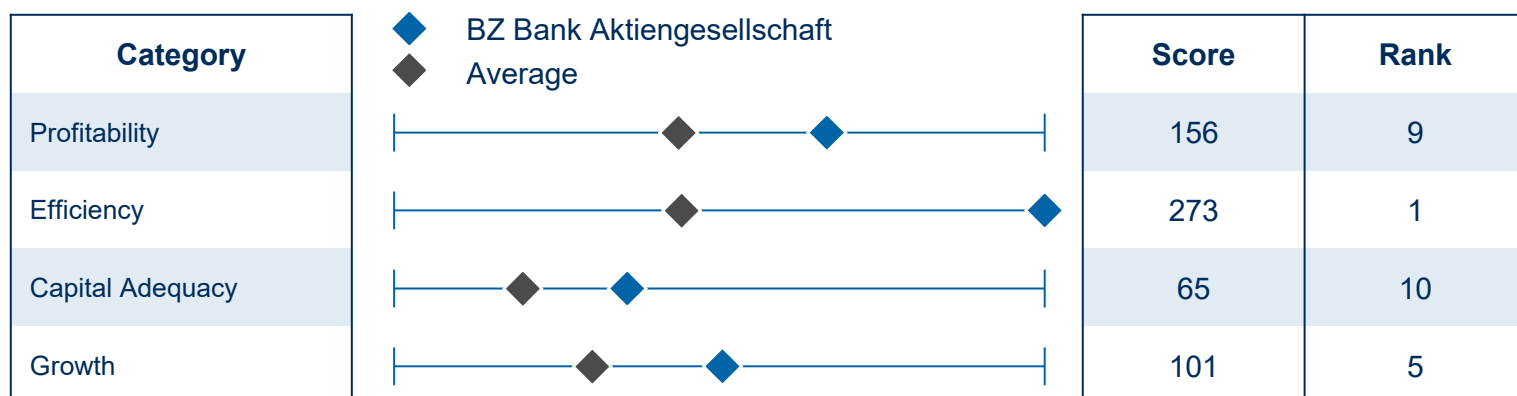 BZ Bank Aktiengesellschaft
Average
Category Score Rank
Profitability 156 9
Efficiency 273 1
Capital Adequacy 65 10
Growth 101 5